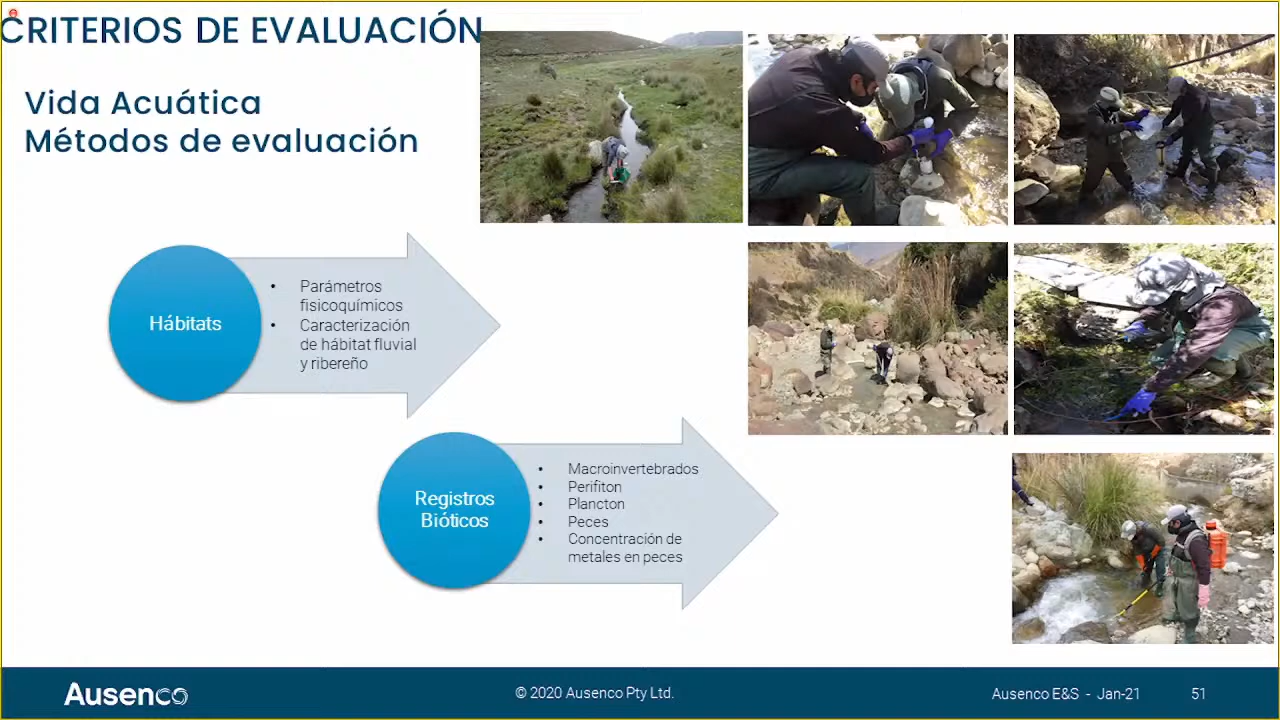 CRITERIOS DE EVALUACIÓN
Vida Acuática
Métodos de evaluación
Hábitats
• Parámetros
fisicoquímicos
• Caracterización
de hábitat fluvial
y ribereño
Registros
Bióticos
• Macroinvertebrados
• Perifiton
• Plancton
• Peces
• Concentración de
metales en peces
Ausenco
© 2020 Ausenco Pty Ltd.
Ausenco E&S - Jan-21
51